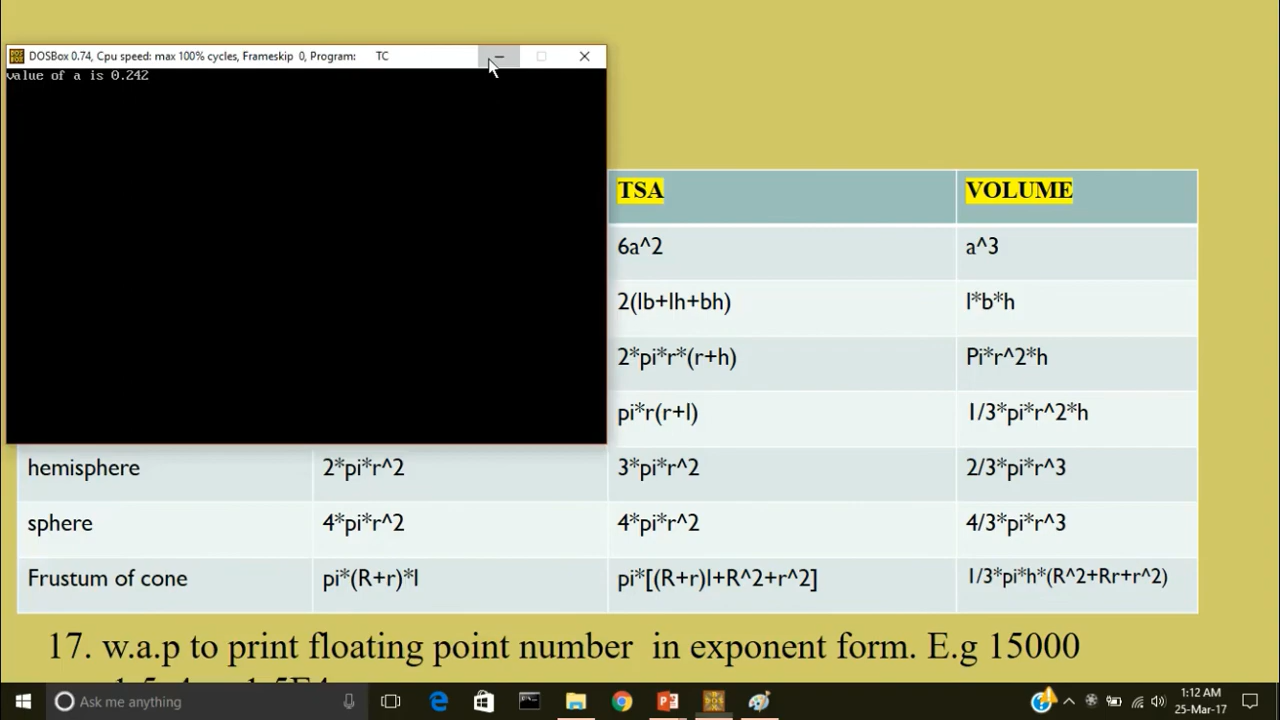 DOSBox 0.74, Cpu speed: max 100% cycles, Frameskip 0, Program: TC
value of a is 0.242
TSA VOLUME
6a^2 a^3
2(lb+lh+bh) l*b*h
2*pi*r*(r+h) Pi*r^2*h
pi*r(r+l) 1/3*pi*r^2*h
hemisphere 2*pi*r^2 3*pi*r^2 2/3*pi*r^3
sphere 4*pi*r^2 4*pi*r^2 4/3*pi*r^3
Frustum of cone pi*(R+r)*l pi*[(R+r)l+R^2+r^2] 1/3*pi*h*(R^2+Rr+r^2)
17. w.a.p to print floating point number in exponent form. E.g 15000
Ask me anything
1:12 AM
25-Mar-17